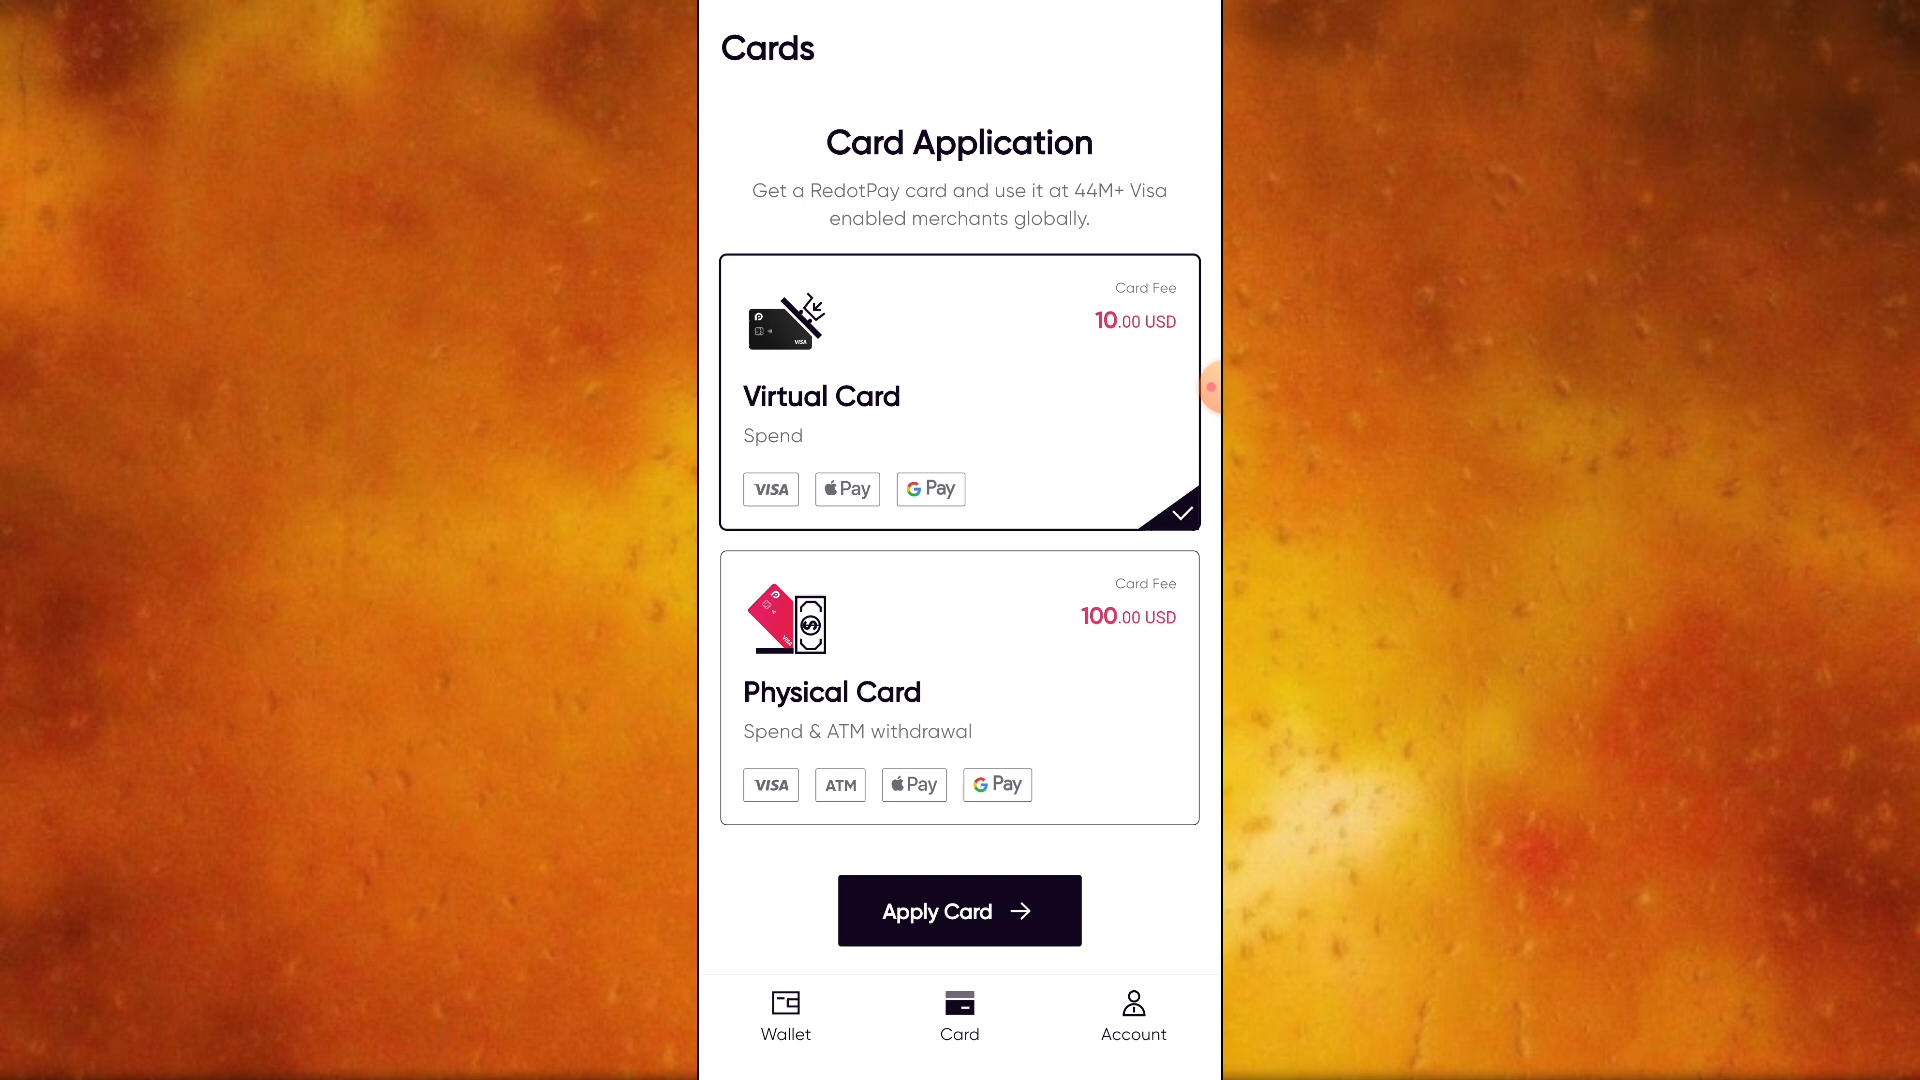 Cards
Card Application
Get a RedotPay card and use it at 44M+ Visa
enabled merchants globally.
Card Fee
10.00 USD
VISA
Virtual Card
Spend
VISA Pay G Pay
Card Fee
100.00 USD
VISA
Physical Card
Spend & ATM withdrawal
VISA ATM Pay G Pay
Apply Card
Wallet Card Account